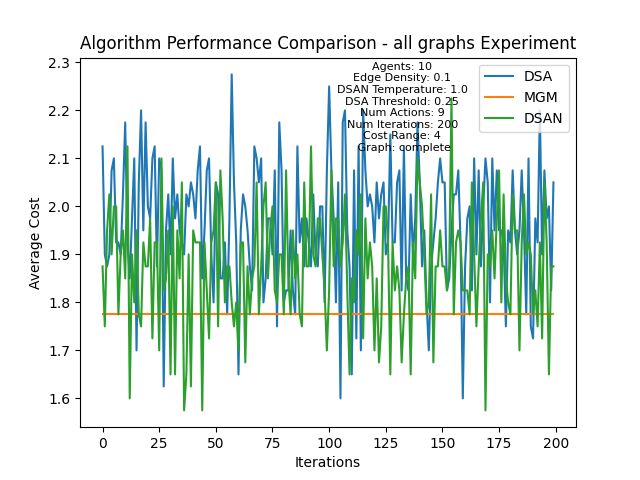 Algorithm Performance Comparison - all graphs Experiment
Agents: 10
Edge Density: 0.1
DSAN Temperature: 1.0
DSA Threshold: 0.25
Num Actions: 9
Num Iterations: 200
Cost Range: 4
Graph: complete
DSA
MGM
DSAN
2.3
2.2
2.1
2.0
1.9
1.8
1.7
1.6
Average Cost
0 25 50 75 100 125 150 175 200
Iterations